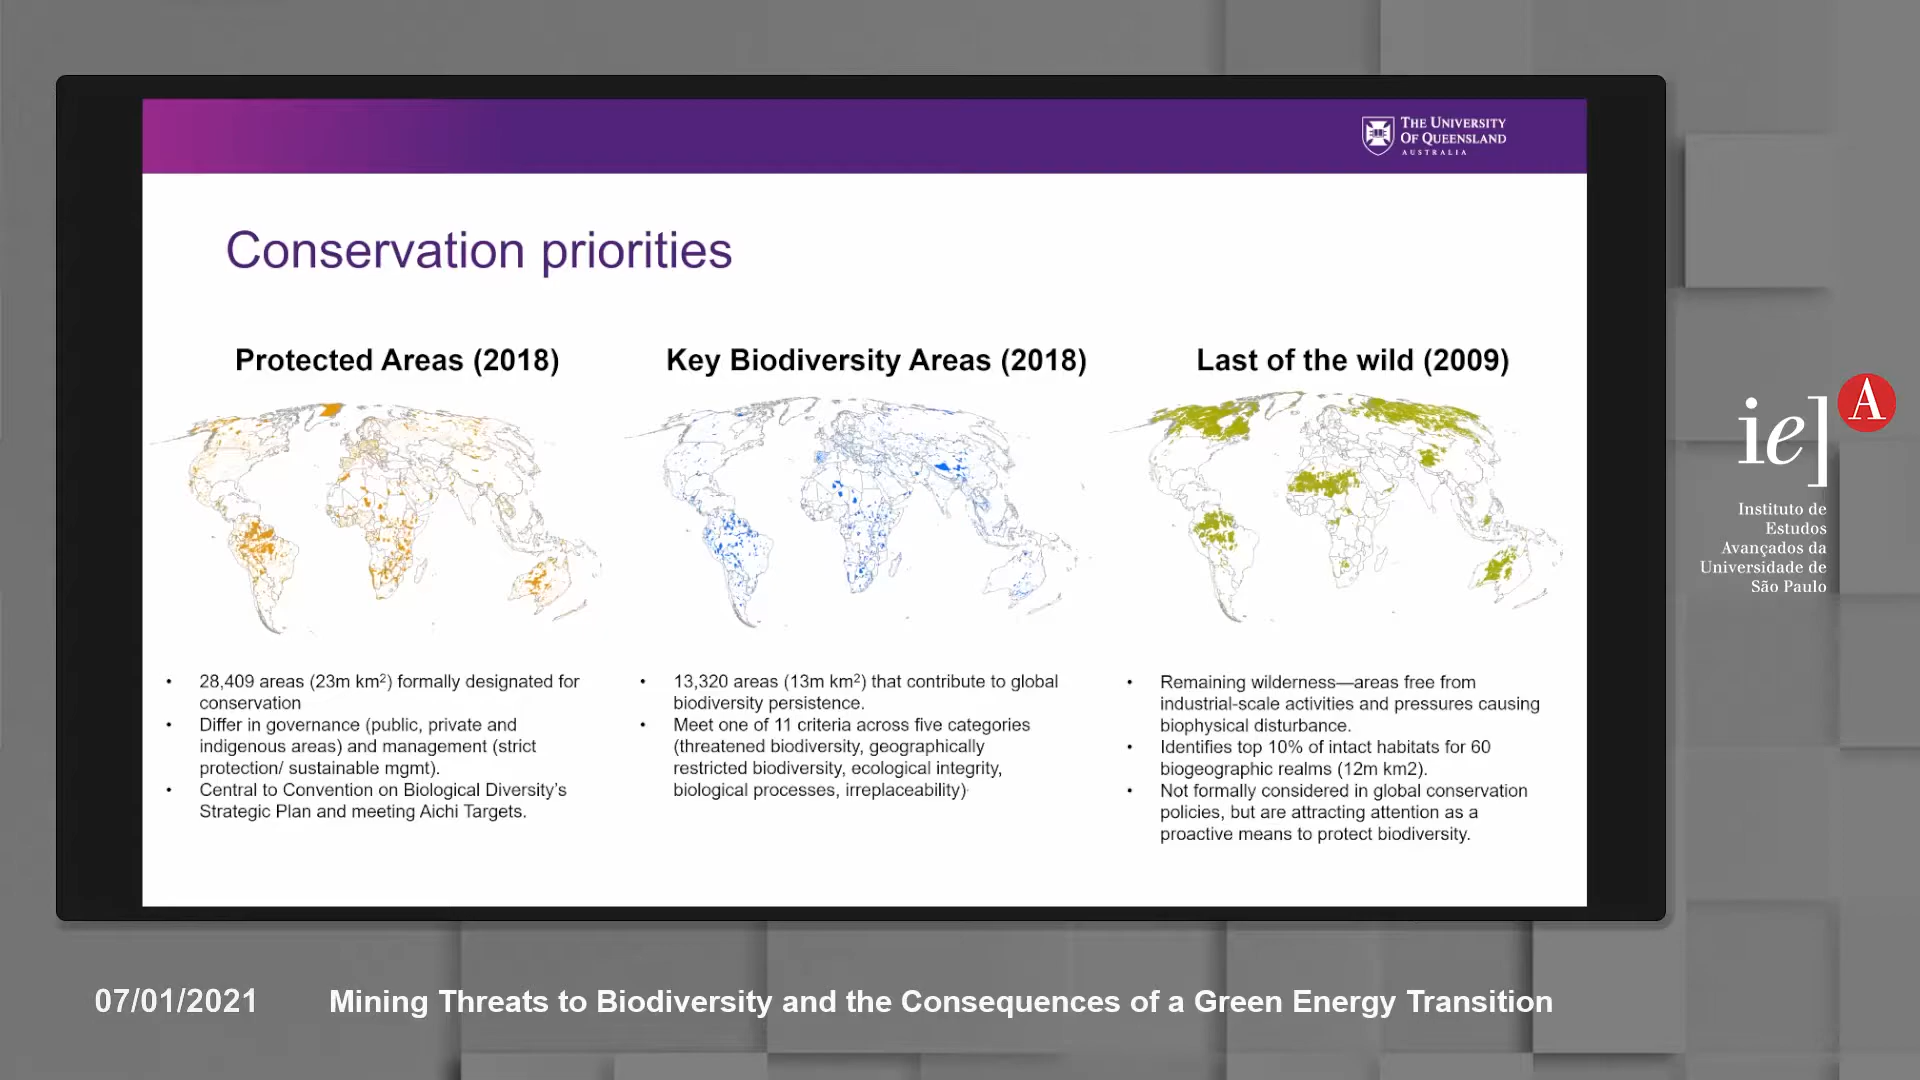 THE UNIVERSITY
OF QUEENSLAND
AUSTRALIA
Conservation priorities
Protected Areas (2018)
• 28,409 areas (23m km²) formally designated for
conservation
• Differ in governance (public, private and
indigenous areas) and management (strict
protection/ sustainable mgmt).
• Central to Convention on Biological Diversity's
Strategic Plan and meeting Aichi Targets.
Key Biodiversity Areas (2018)
• 13,320 areas (13m km²) that contribute to global
biodiversity persistence.
• Meet one of 11 criteria across five categories
(threatened biodiversity, geographically
restricted biodiversity, ecological integrity,
biological processes, irreplaceability)
Last of the wild (2009)
• Remaining wilderness—areas free from
industrial-scale activities and pressures causing
biophysical disturbance.
• Identifies top 10% of intact habitats for 60
biogeographic realms (12m km2).
• Not formally considered in global conservation
policies, but are attracting attention as a
proactive means to protect biodiversity.
ie] A
Instituto de
Estudos
Avançados da
Universidade de
São Paulo
07/01/2021
Mining Threats to Biodiversity and the Consequences of a Green Energy Transition